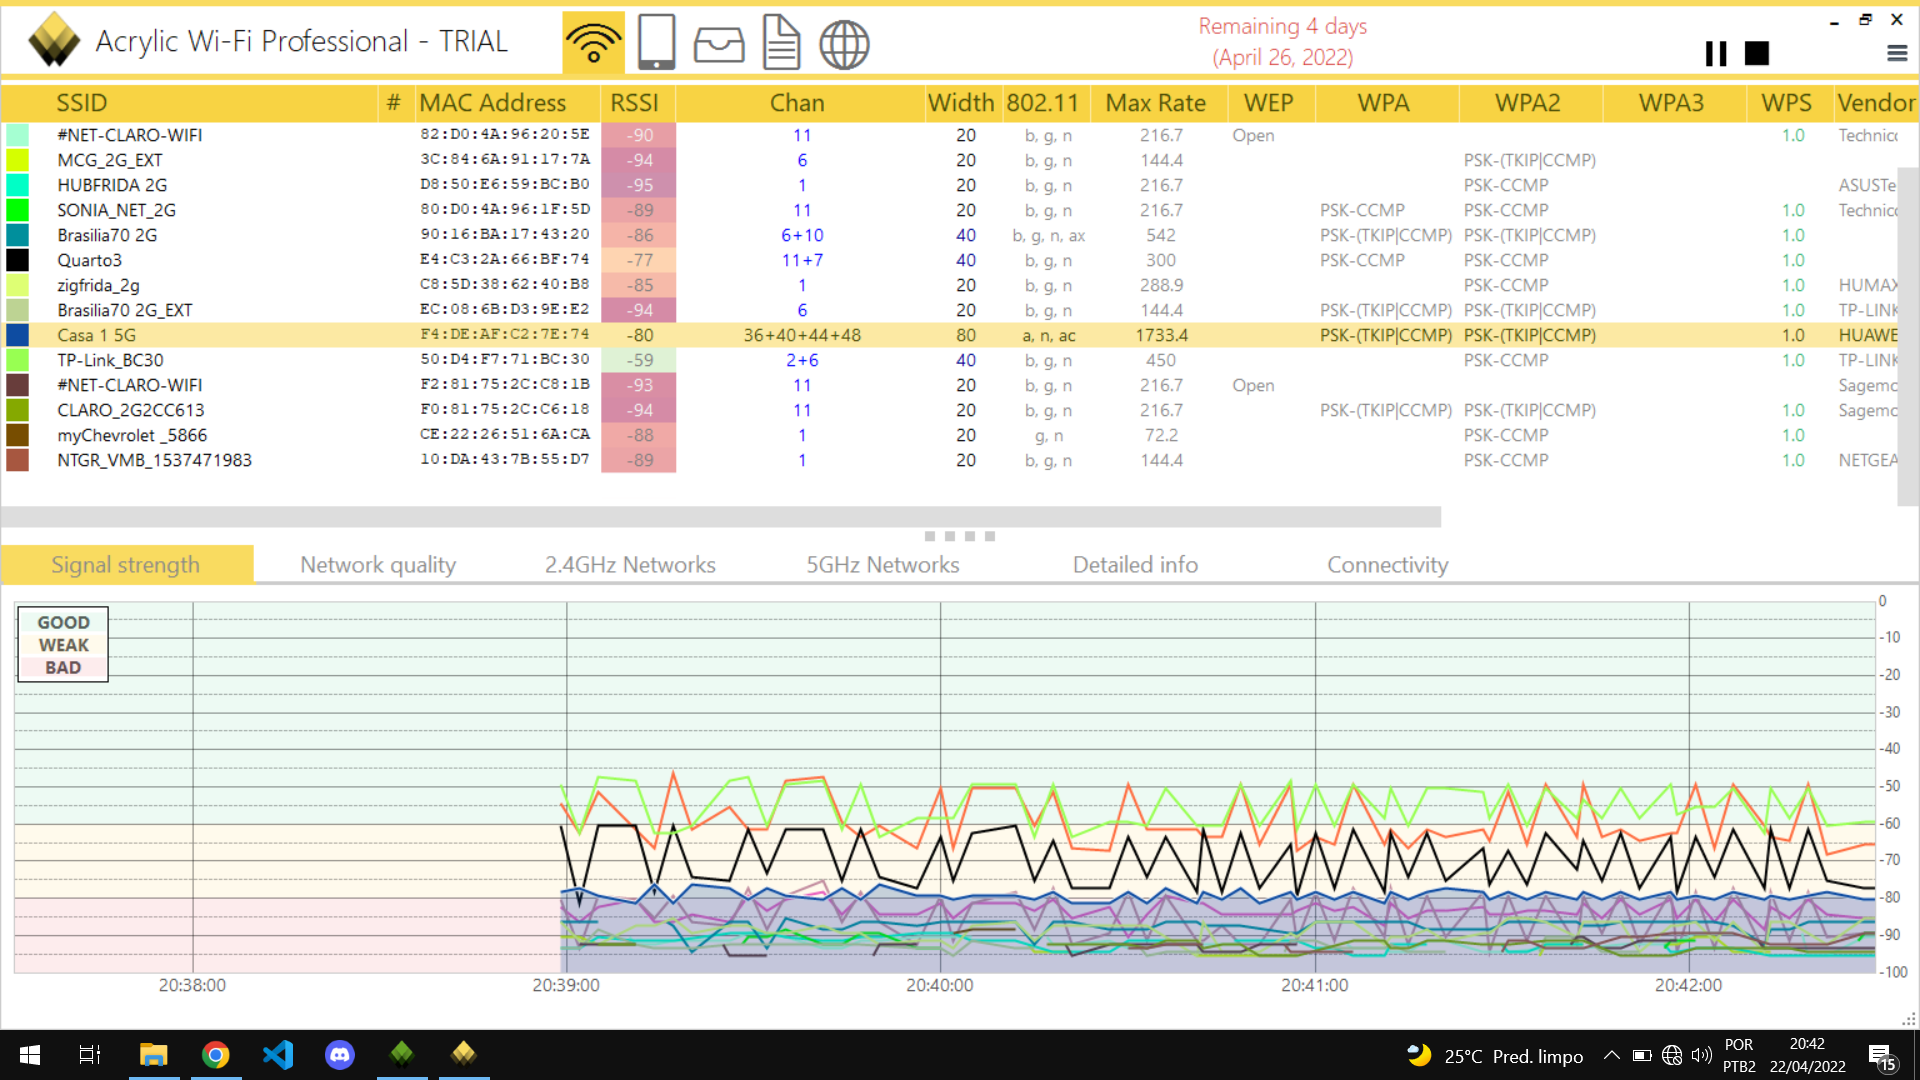 Acrylic Wi-Fi Professional - TRIAL
Remaining 4 days
(April 26, 2022)
SSID # MAC Address RSSI Chan Width 802.11 Max Rate WEP WPA WPA2 WPA3 WPS Vendor
#NET-CLARO-WIFI 82:D0:4A:96:20:5E -90 11 20 b, g, n 216.7 Open 1.0 Technicc
MCG_2G_EXT 3C:84:6A:91:17:7A -94 6 20 b, g, n 144.4 PSK-(TKIP|CCMP)
HUBFRIDA 2G D8:50:E6:59:BC:B0 -95 1 20 b, g, n 216.7 PSK-CCMP ASUSTe
SONIA_NET_2G 80:D0:4A:96:1F:5D -89 11 20 b, g, n 216.7 PSK-CCMP PSK-CCMP 1.0 Technicc
Brasilia70 2G 90:16:BA:17:43:20 -86 6+10 40 b, g, n, ax 542 PSK-(TKIP|CCMP) PSK-(TKIP|CCMP) 1.0
Quarto3 E4:C3:2A:66:BF:74 -77 11+7 40 b, g, n 300 PSK-CCMP PSK-CCMP 1.0
zigfrida_2g C8:5D:38:62:40:B8 -85 1 20 b, g, n 288.9 PSK-CCMP 1.0 HUMAX
Brasilia70 2G_EXT EC:08:6B:D3:9E:E2 -94 6 20 b, g, n 144.4 PSK-(TKIP|CCMP) PSK-(TKIP|CCMP) 1.0 TP-LINK
Casa 1 5G F4:DE:AF:C2:7E:74 -80 36+40+44+48 80 a, n, ac 1733.4 PSK-(TKIP|CCMP) PSK-(TKIP|CCMP) 1.0 HUAWE
TP-Link_BC30 50:D4:F7:71:BC:30 -59 2+6 40 b, g, n 450 PSK-CCMP 1.0 TP-LINK
#NET-CLARO-WIFI F2:81:75:2C:C8:1B -93 11 20 b, g, n 216.7 Open Sagemc
CLARO_2G2CC613 F0:81:75:2C:C6:18 -94 11 20 b, g, n 216.7 PSK-(TKIP|CCMP) PSK-(TKIP|CCMP) 1.0 Sagemc
myChevrolet _5866 CE:22:26:51:6A:CA -88 1 20 g, n 72.2 PSK-CCMP 1.0
NTGR_VMB_1537471983 10:DA:43:7B:55:D7 -89 1 20 b, g, n 144.4 PSK-CCMP 1.0 NETGEA
Signal strength Network quality 2.4GHz Networks 5GHz Networks Detailed info Connectivity
GOOD
WEAK
BAD
0
-10
-20
-30
-40
-50
-60
-70
-80
-90
-100
20:38:00 20:39:00 20:40:00 20:41:00 20:42:00
25°C Pred. limpo
POR
PTB2
20:42
22/04/2022
15